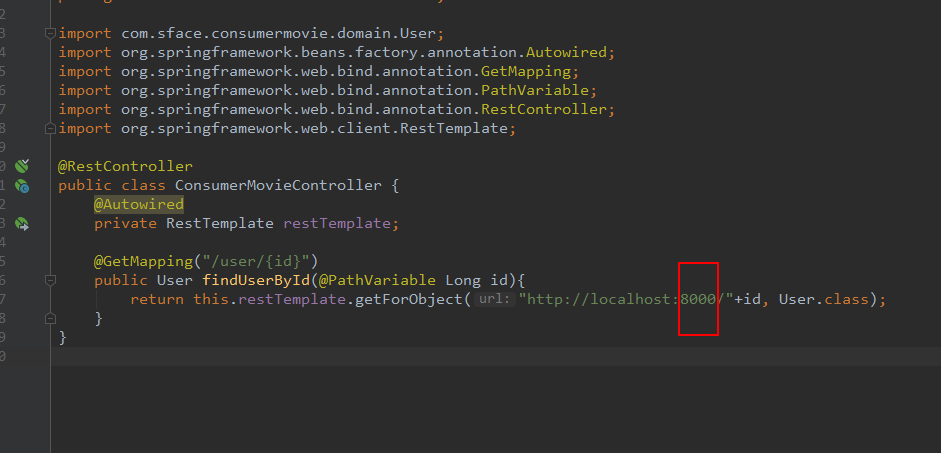 2
3 import com.sface.consumermovie.domain.User;
4 import org.springframework.beans.factory.annotation.Autowired;
5 import org.springframework.web.bind.annotation.GetMapping;
6 import org.springframework.web.bind.annotation.PathVariable;
7 import org.springframework.web.bind.annotation.RestController;
8 import org.springframework.web.client.RestTemplate;
9
0 @RestController
1 public class ConsumerMovieController {
2 @Autowired
3 private RestTemplate restTemplate;
4
5 @GetMapping("/user/{id}")
6 public User findUserById(@PathVariable Long id){
7 return this.restTemplate.getForObject( url: "http://localhost:8000/"+id, User.class);
8 }
9 }
0